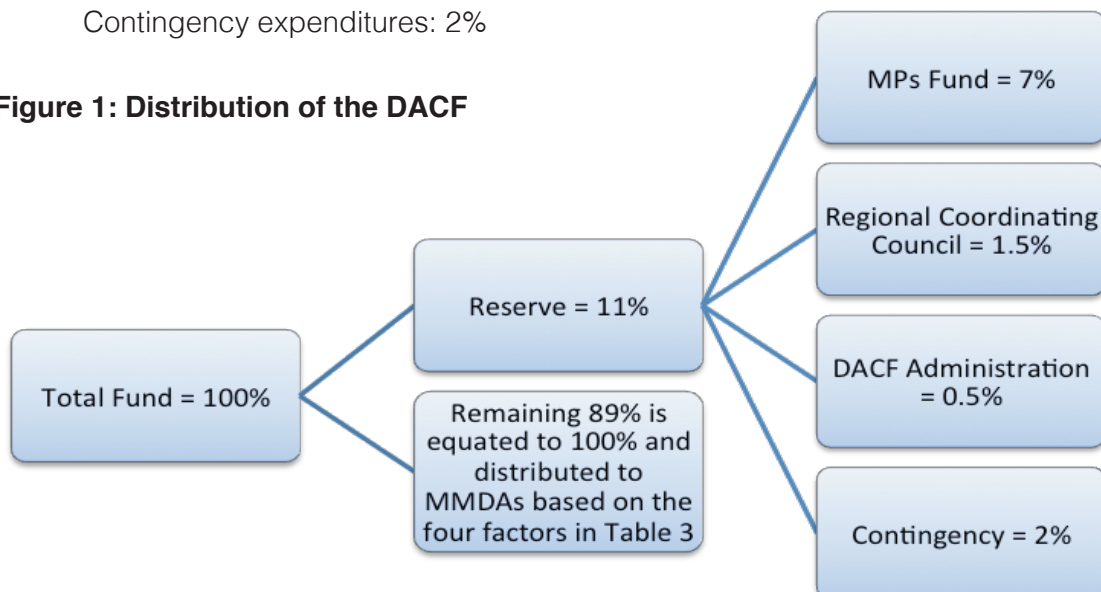 Contingency expenditures: 2%
Figure 1: Distribution of the DACF
Total Fund = 100%
Reserve = 11%
Remaining 89% is
equated to 100% and
distributed to
MMDAs based on the
four factors in Table 3
MPs Fund = 7%
Regional Coordinating
Council = 1.5%
DACF Administration
= 0.5%
Contingency = 2%